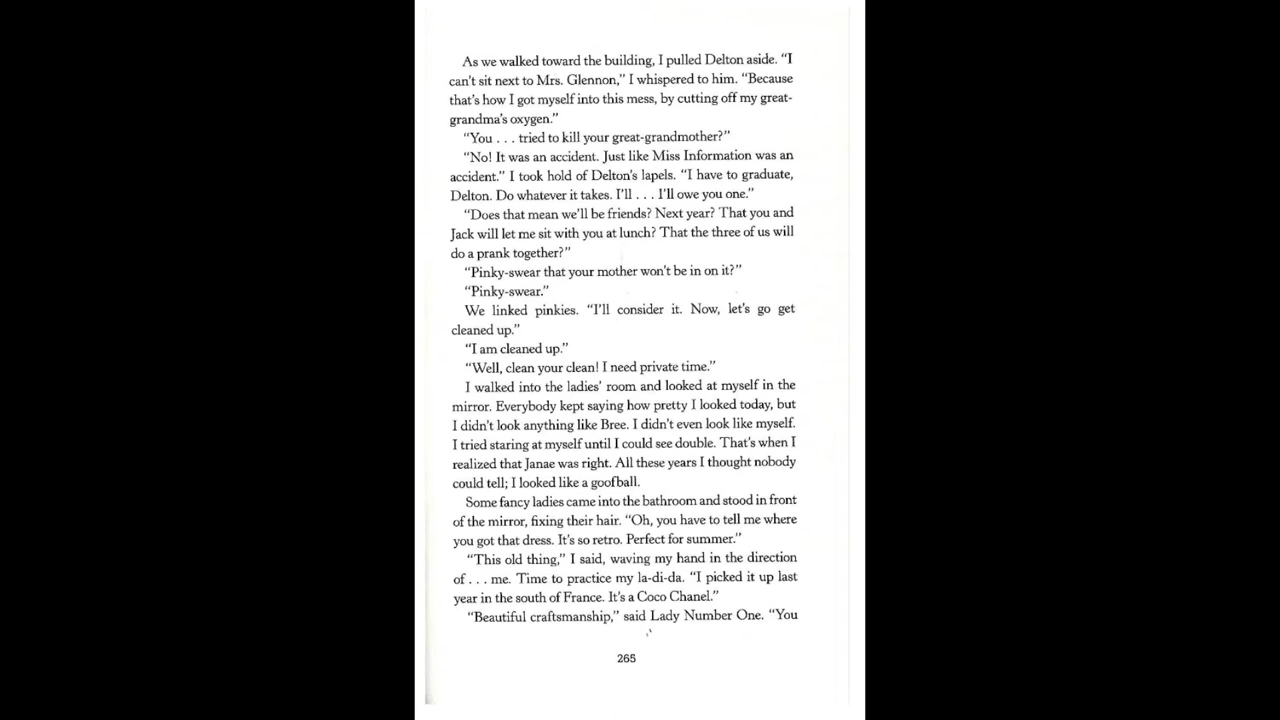 As we walked toward the building, I pulled Delton aside. “I
can’t sit next to Mrs. Glennon,” I whispered to him. “Because
that’s how I got myself into this mess, by cutting off my great-
grandma’s oxygen.”
“You . . . tried to kill your great-grandmother?”
“No! It was an accident. Just like Miss Information was an
accident.” I took hold of Delton’s lapels. “I have to graduate,
Delton. Do whatever it takes. I’ll . . . I’ll owe you one.”
“Does that mean we’ll be friends? Next year? That you and
Jack will let me sit with you at lunch? That the three of us will
do a prank together?”
“Pinky-swear that your mother won’t be in on it?”
“Pinky-swear.”
We linked pinkies. “I’ll consider it. Now, let’s go get
cleaned up.”
“I am cleaned up.”
“Well, clean your clean! I need private time.”
I walked into the ladies’ room and looked at myself in the
mirror. Everybody kept saying how pretty I looked today, but
I didn’t look anything like Bree. I didn’t even look like myself.
I tried staring at myself until I could see double. That’s when I
realized that Janae was right. All these years I thought nobody
could tell; I looked like a goofball.
Some fancy ladies came into the bathroom and stood in front
of the mirror, fixing their hair. “Oh, you have to tell me where
you got that dress. It’s so retro. Perfect for summer.”
“This old thing,” I said, waving my hand in the direction
of . . . me. Time to practice my la-di-da. “I picked it up last
year in the south of France. It’s a Coco Chanel.”
“Beautiful craftsmanship,” said Lady Number One. “You
265